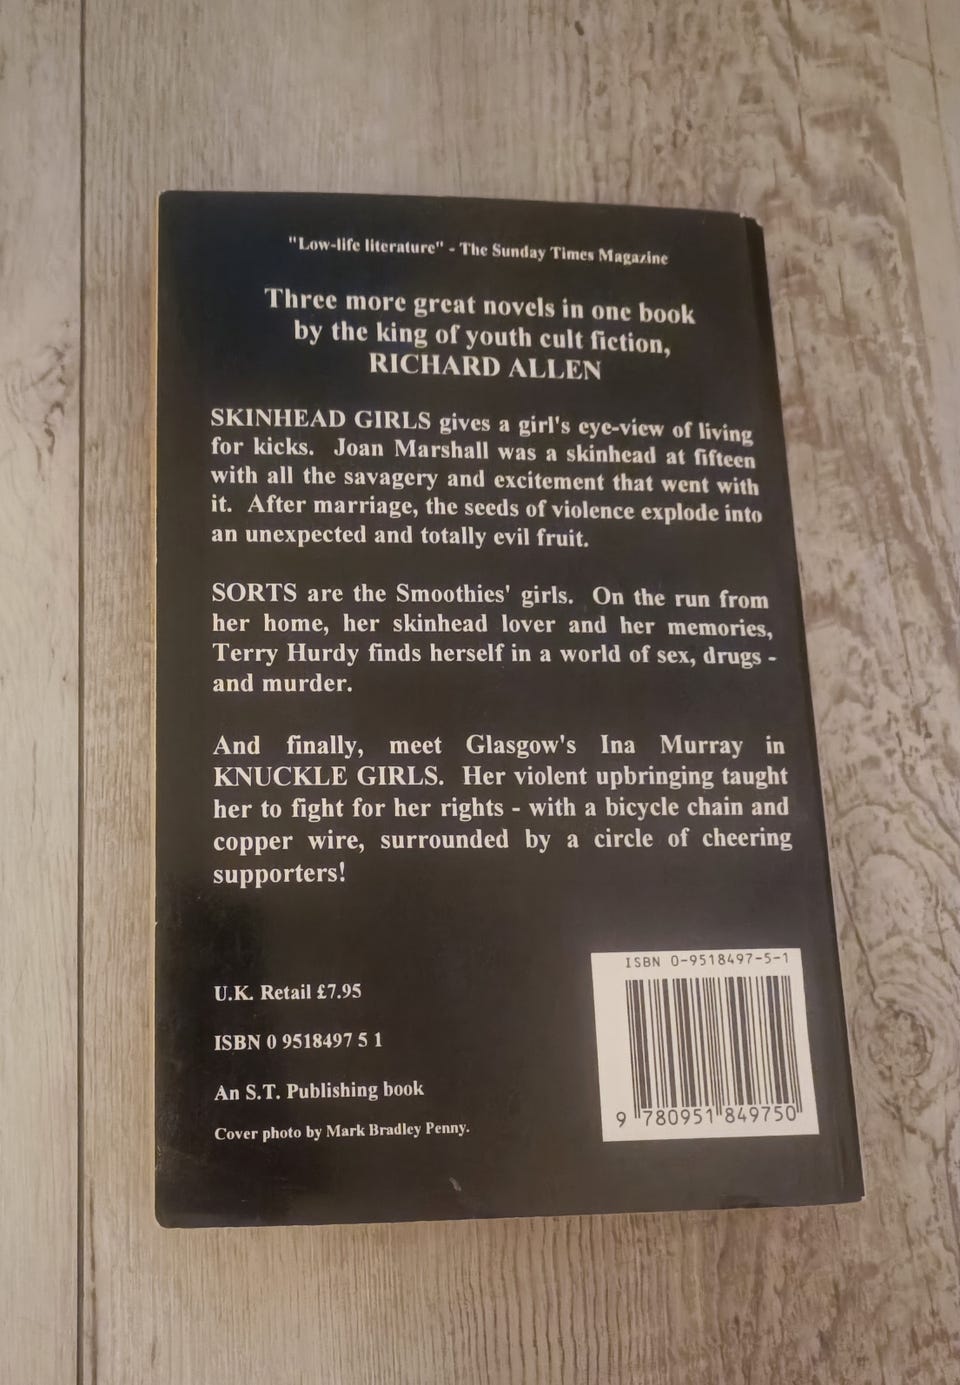 "Low-life literature" - The Sunday Times Magazine
Three more great novels in one book
by the king of youth cult fiction,
RICHARD ALLEN
SKINHEAD GIRLS gives a girl's eye-view of living
for kicks. Joan Marshall was a skinhead at fifteen
with all the savagery and excitement that went with
it. After marriage, the seeds of violence explode into
an unexpected and totally evil fruit.
SORTS are the Smoothies' girls. On the run from
her home, her skinhead lover and her memories,
Terry Hurdy finds herself in a world of sex, drugs -
and murder.
And finally, meet Glasgow's Ina Murray in
KNUCKLE GIRLS. Her violent upbringing taught
her to fight for her rights - with a bicycle chain and
copper wire, surrounded by a circle of cheering
supporters!
U.K. Retail £7.95
ISBN 0 9518497 5 1
An S.T. Publishing book
Cover photo by Mark Bradley Penny.
ISBN 0-9518497-5-1
9 780951 849750